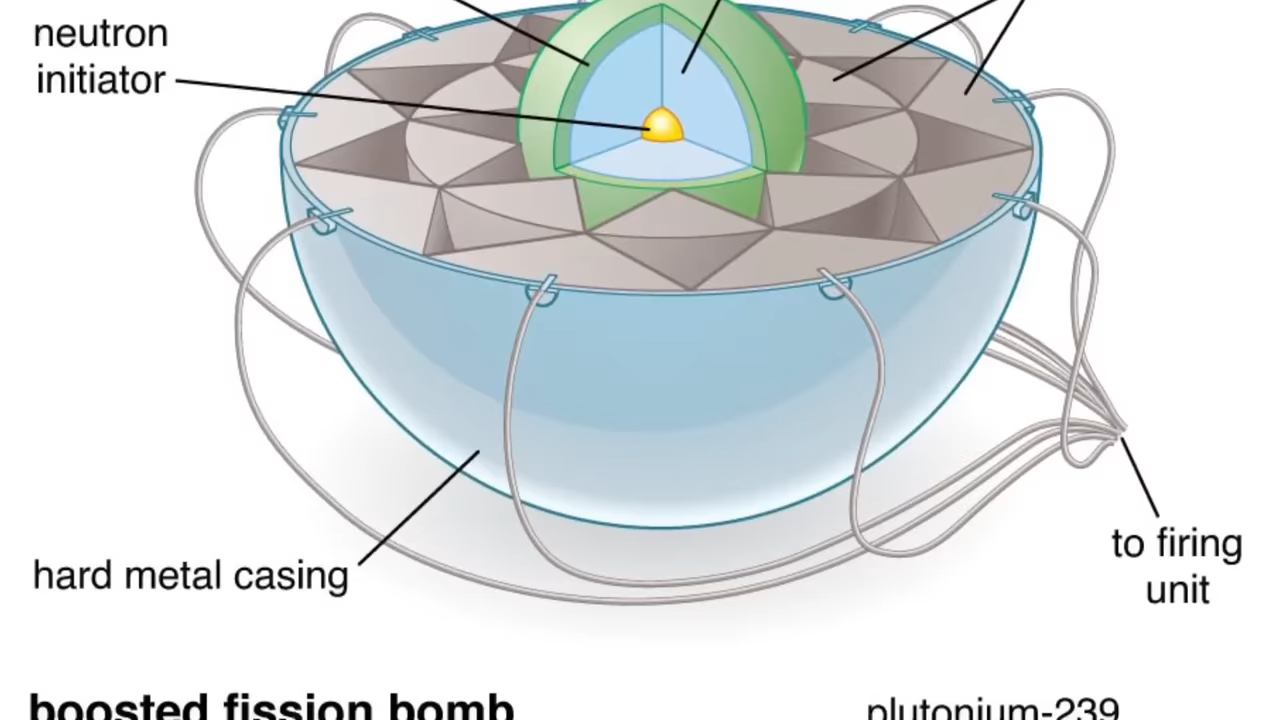 neutron
initiator
hard metal casing
to firing
unit
boosted fission bomb
plutonium-239